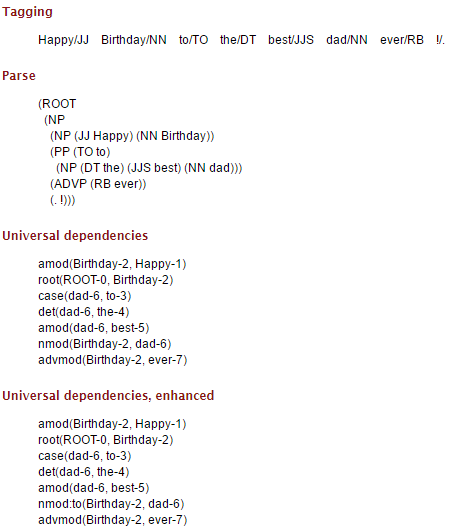 Tagging
Happy/JJ Birthday/NN to/TO the/DT best/JJS dad/NN ever/RB !/.
Parse
(ROOT
(NP
(NP (JJ Happy) (NN Birthday))
(PP (TO to)
(NP (DT the) (JJS best) (NN dad)))
(ADVP (RB ever))
(. !)))
Universal dependencies
amod(Birthday-2, Happy-1)
root(ROOT-0, Birthday-2)
case(dad-6, to-3)
det(dad-6, the-4)
amod(dad-6, best-5)
nmod(Birthday-2, dad-6)
advmod(Birthday-2, ever-7)
Universal dependencies, enhanced
amod(Birthday-2, Happy-1)
root(ROOT-0, Birthday-2)
case(dad-6, to-3)
det(dad-6, the-4)
amod(dad-6, best-5)
nmod:to(Birthday-2, dad-6)
advmod(Birthday-2, ever-7)